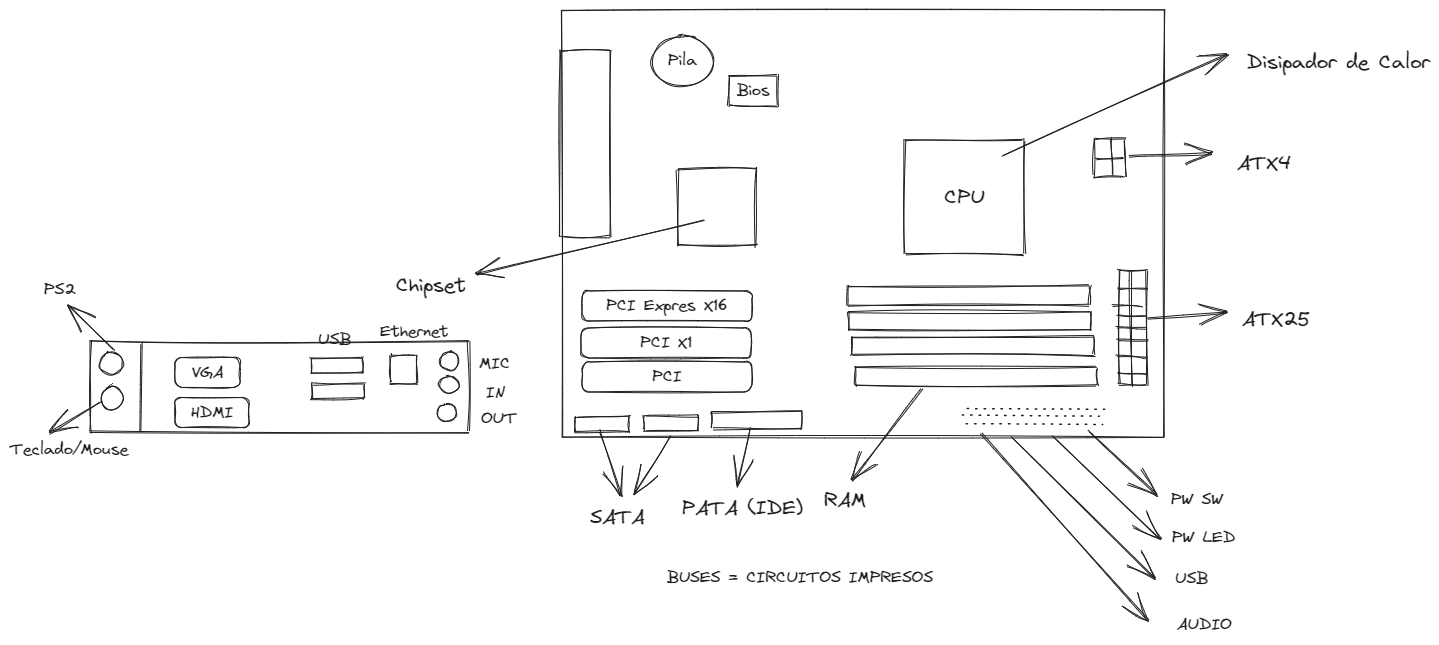 Pila
Bios
Disipador de Calor
CPU
ATX4
Chipset
PS2
PCI Expres X16
PCI X1
PCI
ATX25
USB
Ethernet
VGA
HDMI
MIC
IN
OUT
Teclado/Mouse
SATA
PATA (IDE)
RAM
PW SW
PW LED
USB
AUDIO
BUSES = CIRCUITOS IMPRESOS